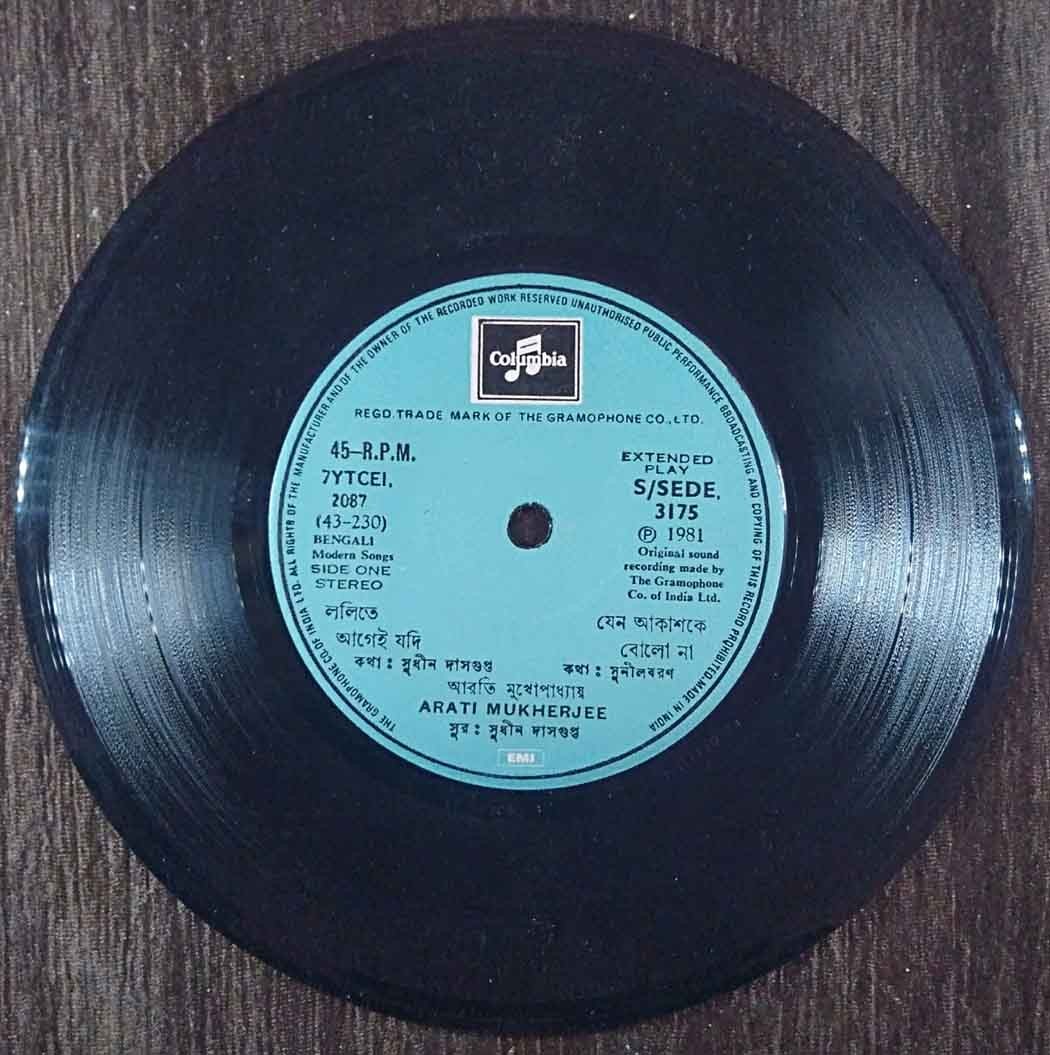 THE GRAMOPHONE CO. OF INDIA LTD. ALL RIGHTS OF THE MANUFACTURER AND OF THE OWNER OF THE RECORDED WORK RESERVED UNAUTHORISED PUBLIC PERFORMANCE BROADCASTING AND COPYING OF THIS RECORD PROHIBITED. MADE IN INDIA
Columbia
REGD. TRADE MARK OF THE GRAMOPHONE CO., LTD.
45-R.P.M.
7YTCEI.
2087
(43-230)
BENGALI
Modern Songs
SIDE ONE
STEREO
EXTENDED
PLAY
S/SEDE.
3175
Ⓟ 1981
Original sound
recording made by
The Gramophone
Co. of India Ltd.
ললিতে
আগেই যদি
কথা : সুধীন দাসগুপ্ত
যেন আকাশকে
বোলো না
কথা : সুনীলবরণ
আরতি মুখোপাধ্যায়
ARATI MUKHERJEE
সুর : সুধীন দাসগুপ্ত
EMI